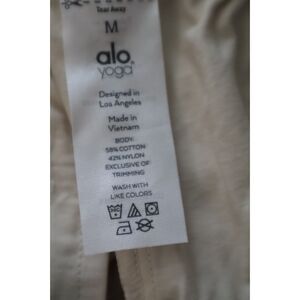 Tear Away
M
alo
yoga
Designed in
Los Angeles
Made in
Vietnam
BODY:
58% COTTON
42% NYLON
EXCLUSIVE OF
TRIMMING
WASH WITH
LIKE COLORS